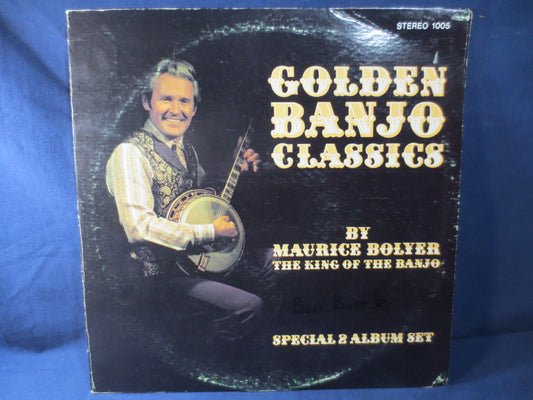 STEREO 1005
GOLDEN
BANJO
CLASSICS
BY
MAURICE BOLYER
THE KING OF THE BANJO
SPECIAL 2 ALBUM SET